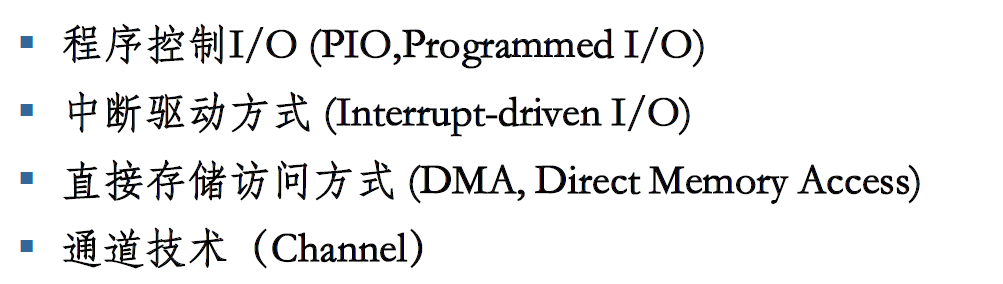 ▪ 程序控制I/O (PIO,Programmed I/O)
▪ 中断驱动方式 (Interrupt-driven I/O)
▪ 直接存储访问方式 (DMA, Direct Memory Access)
▪ 通道技术（Channel）